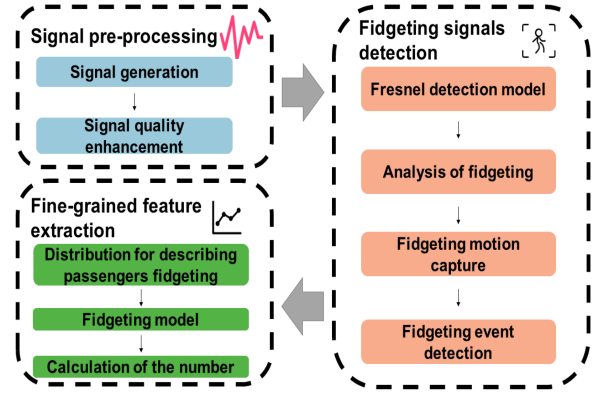 Signal pre-processing
Signal generation
Signal quality
enhancement
Fidgeting signals
detection
Fresnel detection model
Analysis of fidgeting
Fidgeting motion
capture
Fidgeting event
detection
Fine-grained feature
extraction
Distribution for describing
passengers fidgeting
Fidgeting model
Calculation of the number